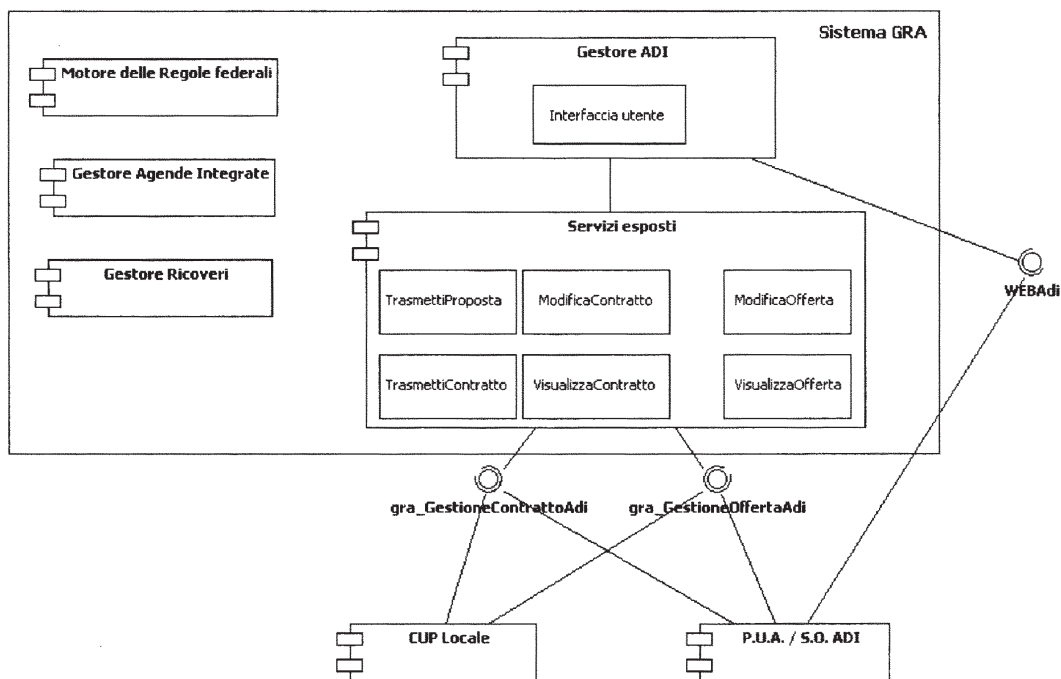 Sistema GRA
Gestore ADI
Interfaccia utente
Motore delle Regole federali
Gestore Agende Integrate
Gestore Ricoveri
Servizi esposti
TrasmettiProposta
ModificaContratto
ModificaOfferta
TrasmettiContratto
VisualizzaContratto
VisualizzaOfferta
WEBAdi
gra_GestioneContrattoAdi
gra_GestioneOffertaAdi
CUP Locale
P.U.A. / S.O. ADI